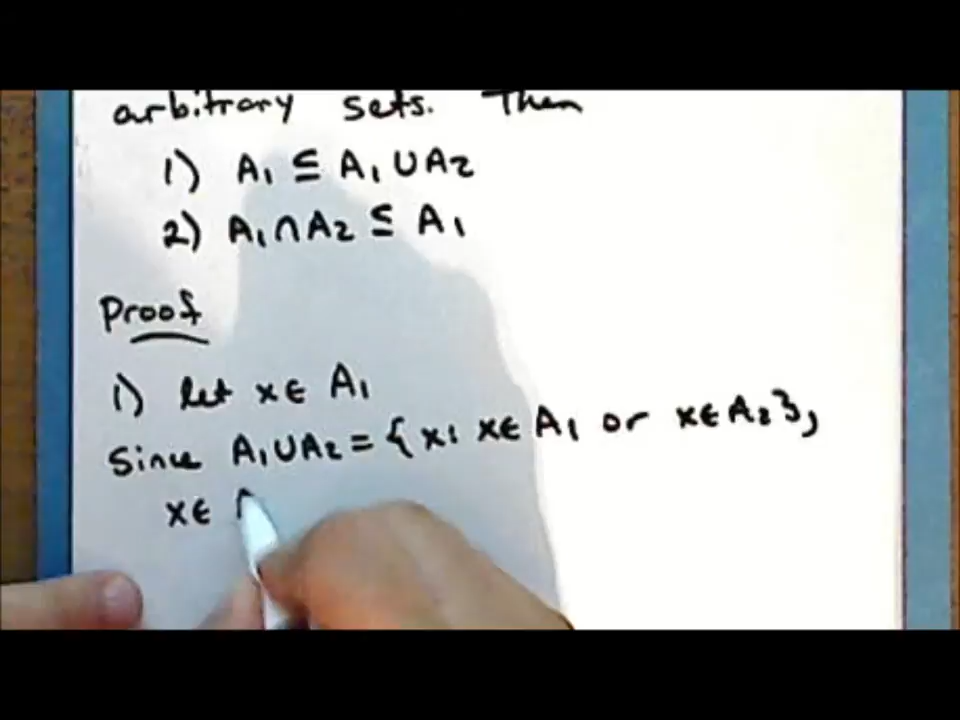 arbitrary sets. Then
1) A₁ ⊆ A₁ ∪ A₂
2) A₁ ∩ A₂ ⊆ A₁
Proof
1) let x ∈ A₁
Since A₁ ∪ A₂ = { x : x ∈ A₁ or x ∈ A₂ },
x ∈